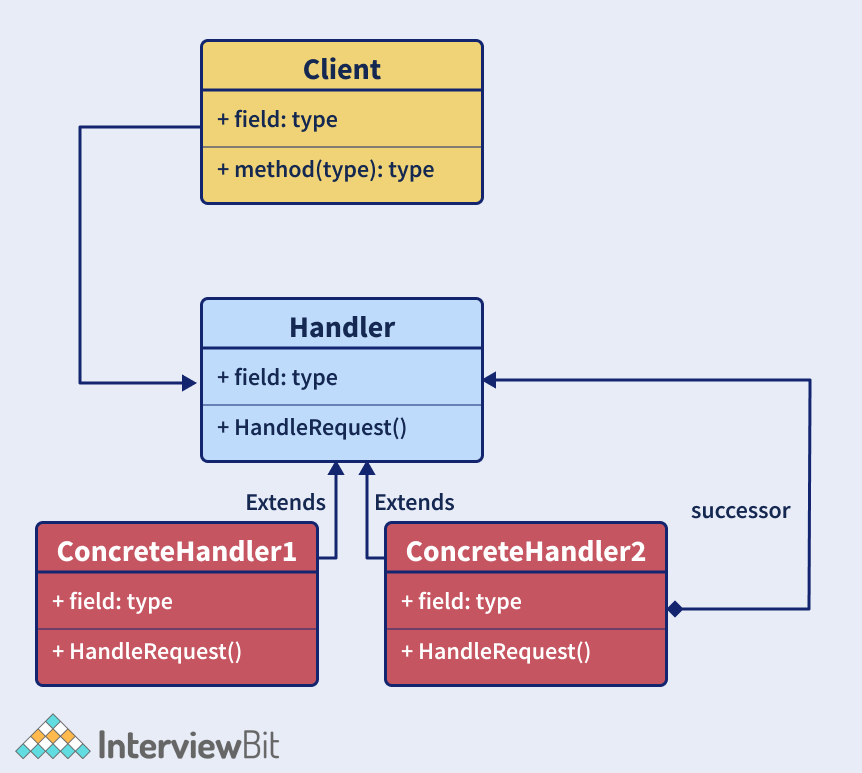 Client
+ field: type
+ method(type): type
Handler
+ field: type
+ HandleRequest()
Extends
Extends
successor
ConcreteHandler1
+ field: type
+ HandleRequest()
ConcreteHandler2
+ field: type
+ HandleRequest()
InterviewBit